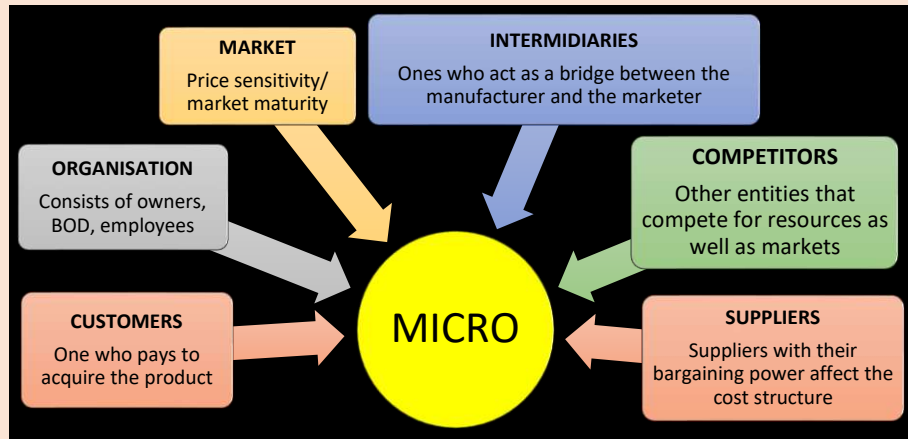 MARKET
Price sensitivity/
market maturity
INTERMIDIARIES
Ones who act as a bridge between the
manufacturer and the marketer
ORGANISATION
Consists of owners,
BOD, employees
COMPETITORS
Other entities that
compete for resources as
well as markets
CUSTOMERS
One who pays to
acquire the product
MICRO
SUPPLIERS
Suppliers with their
bargaining power affect the
cost structure